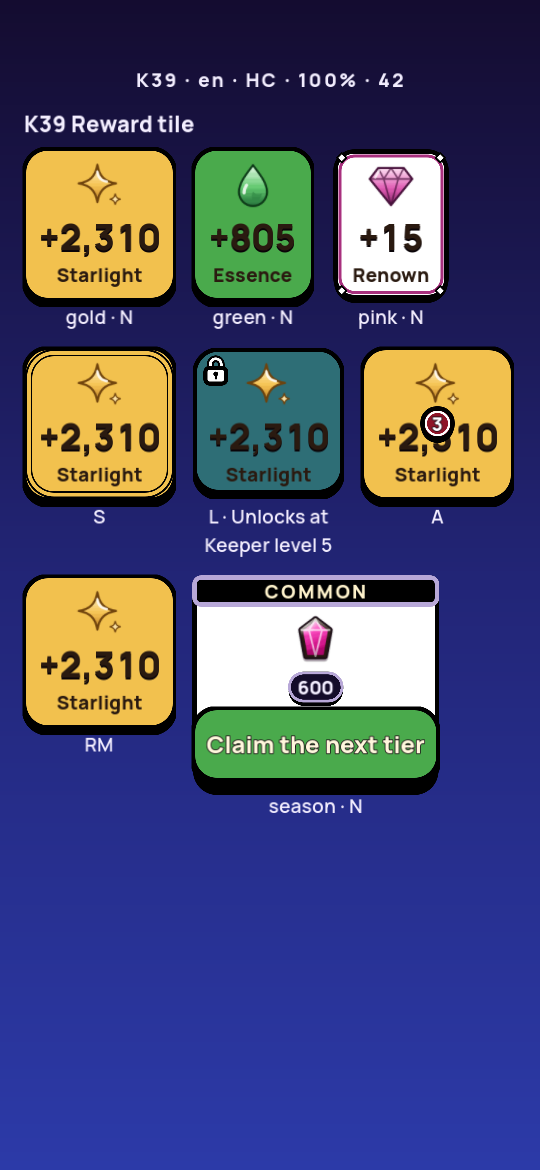 K39 · en · HC · 100% · 42
K39 Reward tile
+2,310
Starlight
gold · N
+805
Essence
green · N
+15
Renown
pink · N
+2,310
Starlight
S
+2,310
Starlight
L · Unlocks at
Keeper level 5
+2,310
3
Starlight
A
+2,310
Starlight
RM
COMMON
600
Claim the next tier
season · N